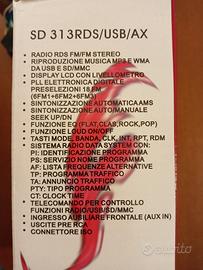 SD 313RDS/USB/AX
• RADIO RDS FM/FM STEREO
• RIPRODUZIONE MUSICA MP3 E WMA
DA USB E SD/MMC
• DISPLAY LCD CON LIVELLOMETRO
• PLL ELETTRONICA DIGITALE
PRESELEZIONI 18 FM
(6FM1+6FM2+6FM3)
• SINTONIZZAZIONE AUTOMATICA AMS
• SINTONIZZAZIONE AUTO/MANUALE
SEEK UP/DN
• FUNZIONE EQ (FLAT,CLAS,ROCK,POP)
• FUNZIONE LOUD ON/OFF
• TASTI MODE, BANDA, CLK, INT, RPT, RDM
• SISTEMA RADIO DATA SYSTEM CON:
PI: IDENTIFICAZIONE PROGRAMMA
• PS: SERVIZIO NOME PROGRAMMA
• AF: LISTA FREQUENZE ALTERNATIVE
• TP: PROGRAMMA TRAFFICO
• TA: ANNUNCIO TRAFFICO
• PTY: TIPO PROGRAMMA
• CT: CLOCK TIME
• TELECOMANDO PER CONTROLLO
FUNZIONI RADIO/USB/SD/MMC
• INGRESSO AUXILIARE FRONTALE (AUX IN)
• USCITE PRE RCA
• CONNETTORE ISO
subito